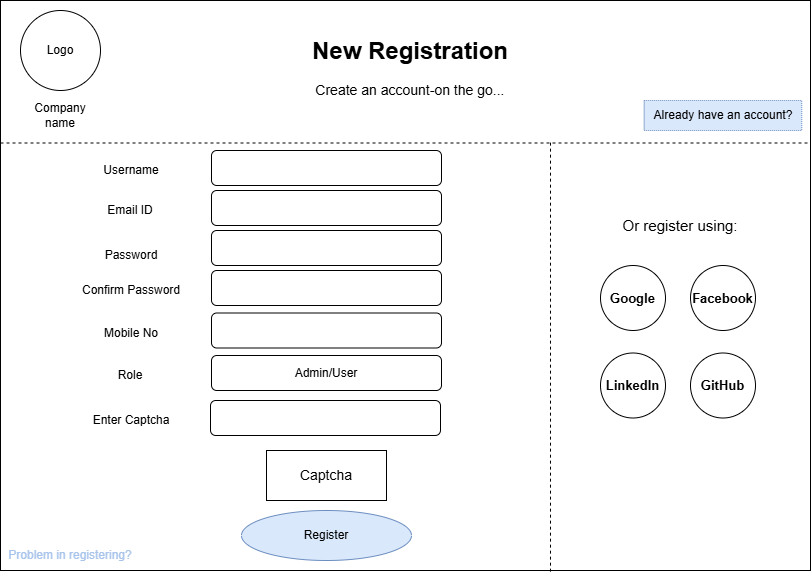 Logo
Company
name
New Registration
Create an account-on the go...
Already have an account?
Username
Email ID
Password
Confirm Password
Mobile No
Role
Admin/User
Enter Captcha
Captcha
Register
Problem in registering?
Or register using:
Google
Facebook
LinkedIn
GitHub